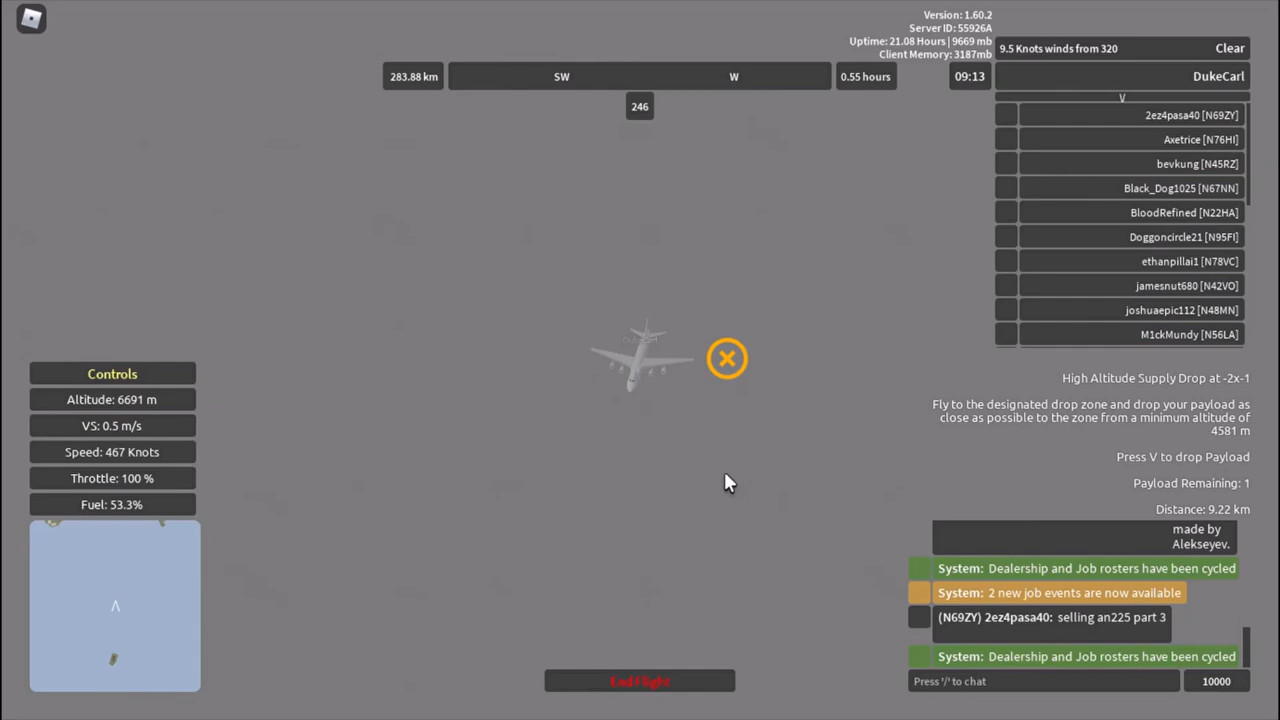 Version: 1.60.2
Server ID: 55926A
Uptime: 21.08 Hours | 9669 mb
Client Memory: 3187mb
9.5 Knots winds from 320 Clear
283.88 km SW W 0.55 hours 09:13 DukeCarl
V
246
2ez4pasa40 [N69ZY]
Axetrice [N76HI]
bevkung [N45RZ]
Black_Dog1025 [N67NN]
BloodRefined [N22HA]
Doggoncircle21 [N95FI]
ethanpillai1 [N78VC]
jamesnut680 [N42VO]
joshuaepic112 [N48MN]
M1ckMundy [N56LA]
Controls
Altitude: 6691 m
VS: 0.5 m/s
Speed: 467 Knots
Throttle: 100 %
Fuel: 53.3%
High Altitude Supply Drop at -2x-1
Fly to the designated drop zone and drop your payload as
close as possible to the zone from a minimum altitude of
4581 m
Press V to drop Payload
Payload Remaining: 1
Distance: 9.22 km
made by
Alekseyev.
System: Dealership and Job rosters have been cycled
System: 2 new job events are now available
(N69ZY) 2ez4pasa40: selling an225 part 3
System: Dealership and Job rosters have been cycled
Press '/' to chat 10000
End Flight